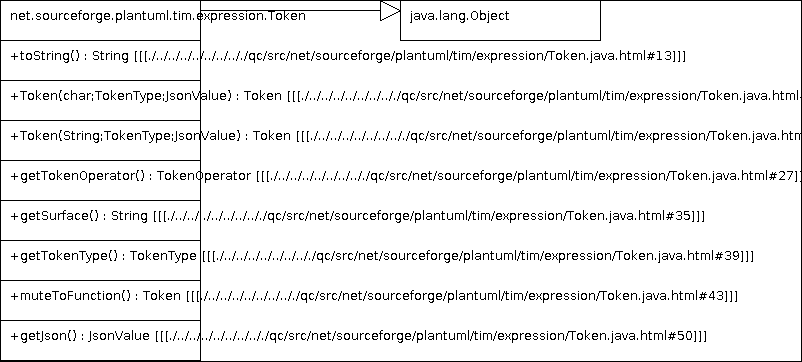 net.sourceforge.plantuml.tim.expression.Token
java.lang.Object
+toString() : String [[[./../../../../../../../../qc/src/net/sourceforge/plantuml/tim/expression/Token.java.html#13]]]
+Token(char;TokenType;JsonValue) : Token [[[./../../../../../../../../qc/src/net/sourceforge/plantuml/tim/expression/Token.java.html
+Token(String;TokenType;JsonValue) : Token [[[./../../../../../../../../qc/src/net/sourceforge/plantuml/tim/expression/Token.java.htm
+getTokenOperator() : TokenOperator [[[./../../../../../../../../qc/src/net/sourceforge/plantuml/tim/expression/Token.java.html#27]]]
+getSurface() : String [[[./../../../../../../../../qc/src/net/sourceforge/plantuml/tim/expression/Token.java.html#35]]]
+getTokenType() : TokenType [[[./../../../../../../../../qc/src/net/sourceforge/plantuml/tim/expression/Token.java.html#39]]]
+muteToFunction() : Token [[[./../../../../../../../../qc/src/net/sourceforge/plantuml/tim/expression/Token.java.html#43]]]
+getJson() : JsonValue [[[./../../../../../../../../qc/src/net/sourceforge/plantuml/tim/expression/Token.java.html#50]]]